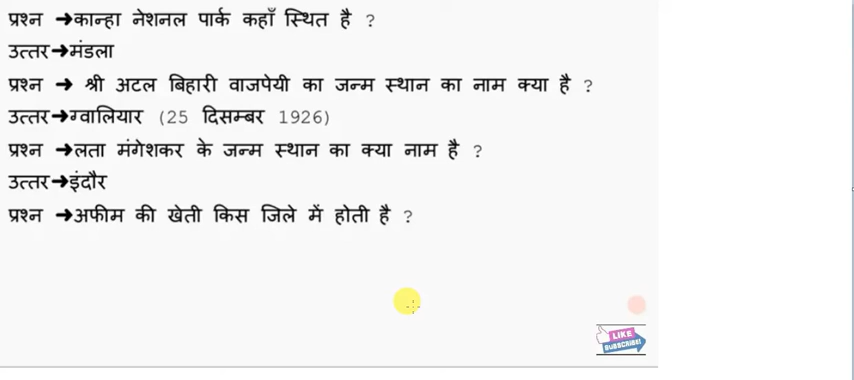 प्रश्न →कान्हा नेशनल पार्क कहाँ स्थित है ?
उत्तर→मंडला
प्रश्न → श्री अटल बिहारी वाजपेयी का जन्म स्थान का नाम क्या है ?
उत्तर→ग्वालियार (25 दिसम्बर 1926)
प्रश्न →लता मंगेशकर के जन्म स्थान का क्या नाम है ?
उत्तर→इंदौर
प्रश्न →अफीम की खेती किस जिले में होती है ?
LIKE
SUBSCRIBE!